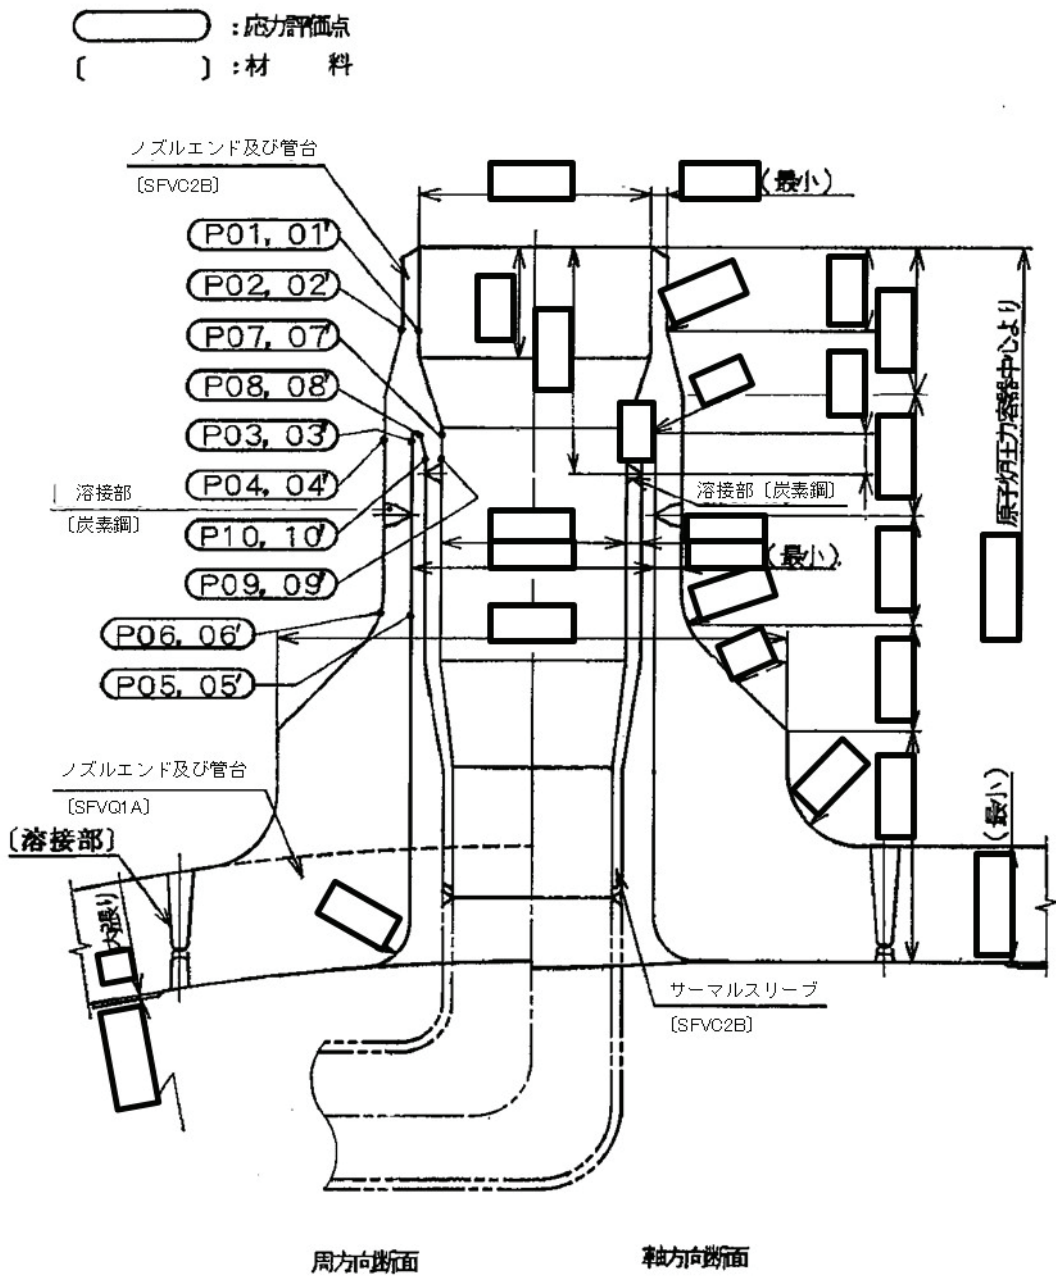 ：応力評価点
〔　　　　〕：材　　料
ノズルエンド及び管台
〔SFVC2B〕
（最小）
P01, 01'
P02, 02'
P07, 07'
P08, 08'
P03, 03'
P04, 04'
P10, 10'
P09, 09'
P06, 06'
P05, 05'
溶接部
〔炭素鋼〕
溶接部〔炭素鋼〕
（最小）
原子炉圧力容器中心より
ノズルエンド及び管台
〔SFVQ1A〕
〔溶接部〕
（最小）
サーマルスリーブ
〔SFVC2B〕
周方向断面
軸方向断面